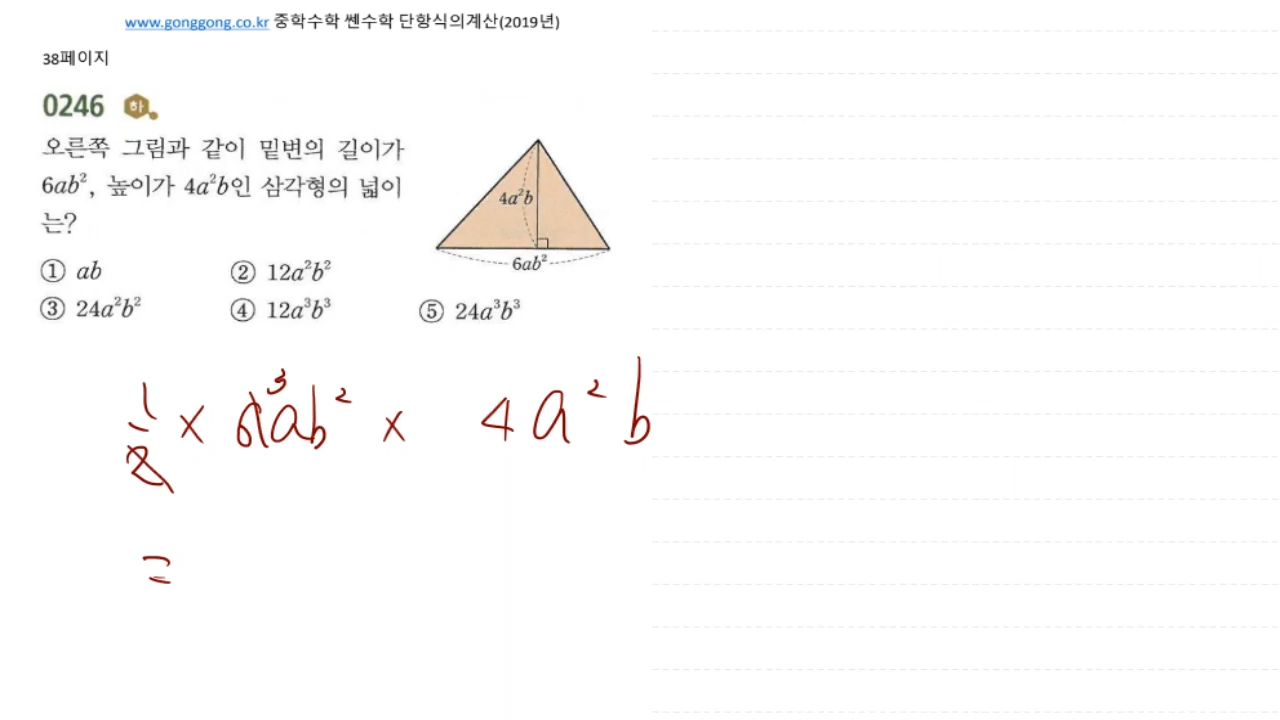 www.gonggong.co.kr 중학수학 쎈수학 단항식의계산(2019년)
38페이지
0246 하
오른쪽 그림과 같이 밑변의 길이가
6ab², 높이가 4a²b인 삼각형의 넓이
는?
4a²b
6ab²
① ab ② 12a²b²
③ 24a²b² ④ 12a³b³ ⑤ 24a³b³
1/2 × 6 3 ab² × 4a²b
=